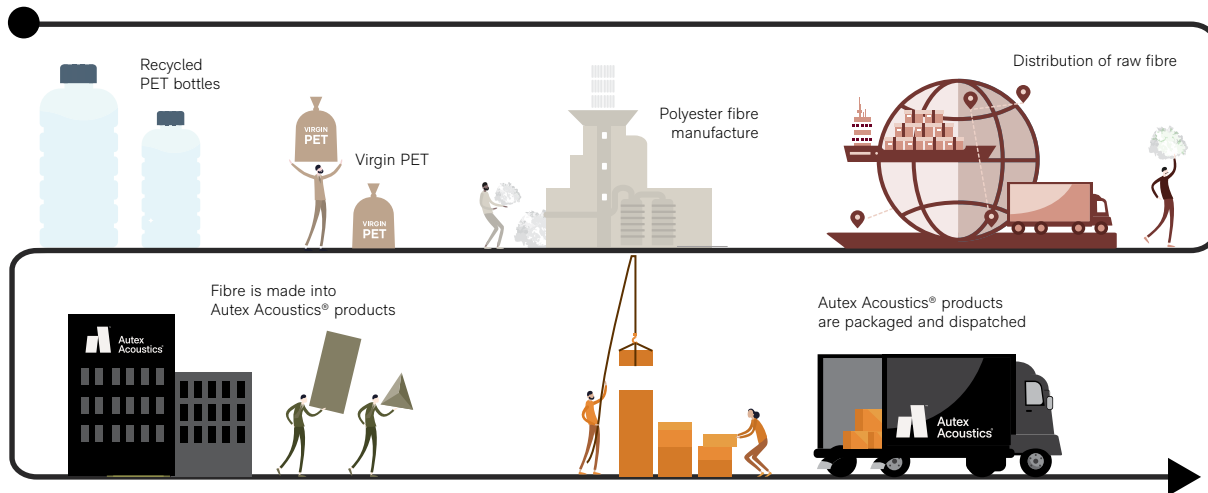 Recycled
PET bottles
VIRGIN
PET
Virgin PET
VIRGIN
PET
Polyester fibre
manufacture
Distribution of raw fibre
Autex
Acoustics®
Fibre is made into
Autex Acoustics® products
Autex Acoustics® products
are packaged and dispatched
Autex
Acoustics®